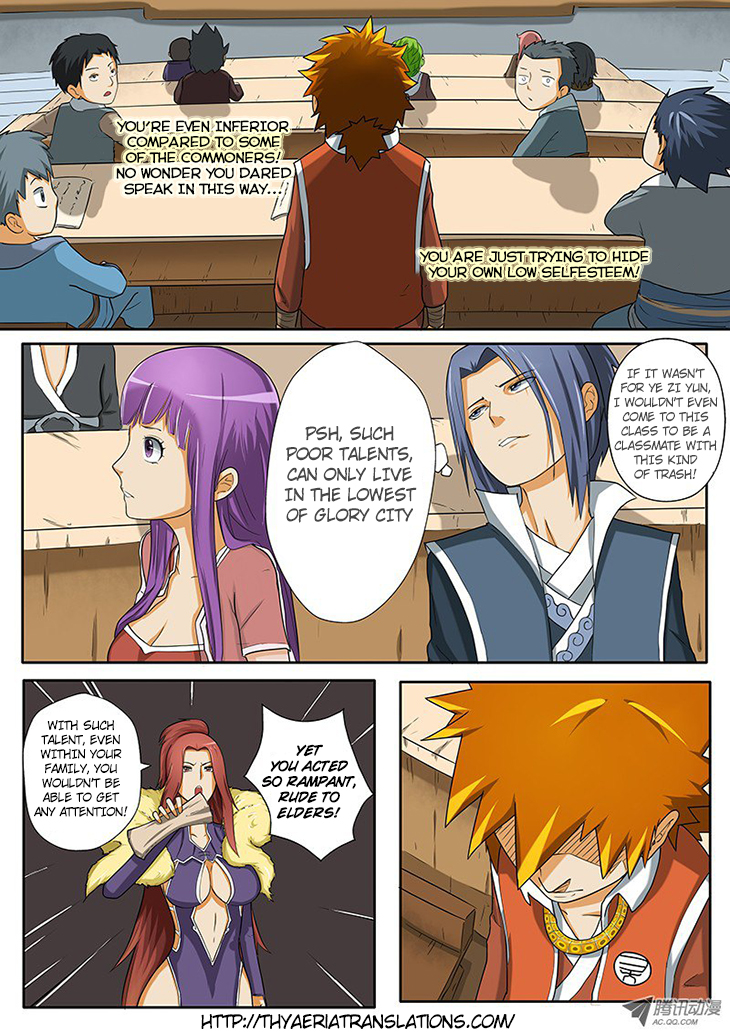 YOU'RE EVEN INFERIOR
COMPARED TO SOME
OF THE COMMONERS!
NO WONDER YOU DARED
SPEAK IN THIS WAY...
YOU ARE JUST TRYING TO HIDE
YOUR OWN LOW SELFESTEEM!
PSH, SUCH
POOR TALENTS,
CAN ONLY LIVE
IN THE LOWEST
OF GLORY CITY
IF IT WASN'T
FOR YE ZI YUN,
I WOULDN'T EVEN
COME TO THIS
CLASS TO BE A
CLASSMATE WITH
THIS KIND
OF TRASH!
WITH SUCH
TALENT, EVEN
WITHIN YOUR
FAMILY, YOU
WOULDN'T BE
ABLE TO GET
ANY ATTENTION!
YET
YOU ACTED
SO RAMPANT,
RUDE TO
ELDERS!
腾讯动漫
AC.QQ.COM
HTTP://THYAERIATRANSLATIONS.COM/